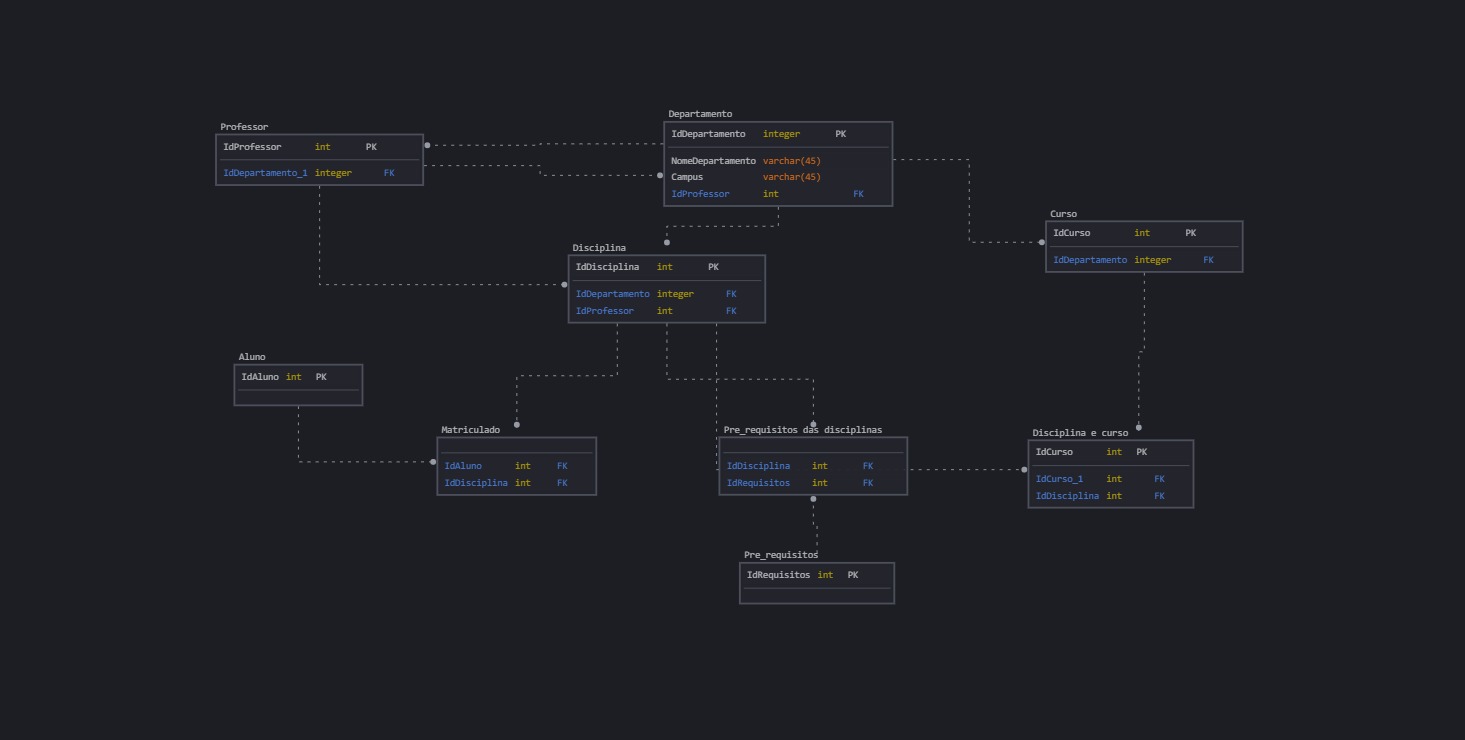 Departamento
IdDepartamento integer PK
NomeDepartamento varchar(45)
Campus varchar(45)
IdProfessor int FK
Professor
IdProfessor int PK
IdDepartamento_1 integer FK
Curso
IdCurso int PK
IdDepartamento integer FK
Disciplina
IdDisciplina int PK
IdDepartamento integer FK
IdProfessor int FK
Aluno
IdAluno int PK
Matriculado
IdAluno int FK
IdDisciplina int FK
Pre_requisitos das disciplinas
IdDisciplina int FK
IdRequisitos int FK
Disciplina e curso
IdCurso int PK
IdCurso_1 int FK
IdDisciplina int FK
Pre_requisitos
IdRequisitos int PK